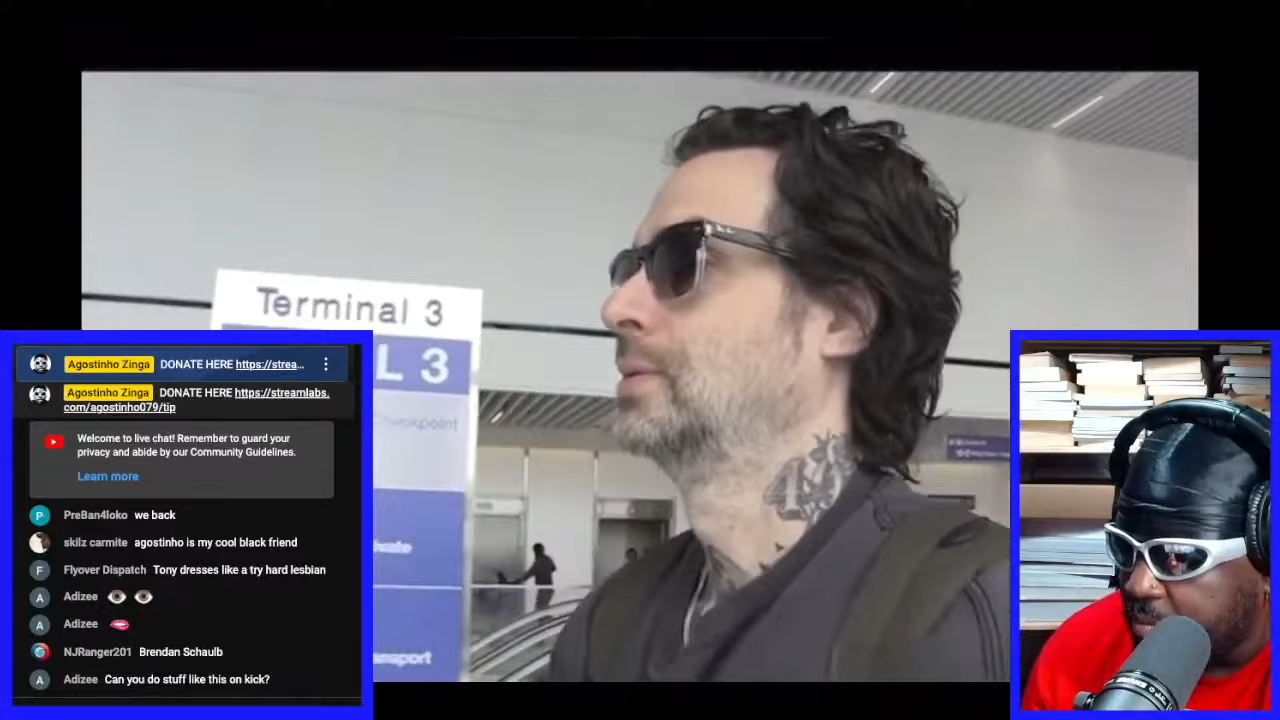 Terminal 3
L 3
Checkpoint
Agostinho Zinga DONATE HERE https://strea...
Agostinho Zinga DONATE HERE https://streamlabs.
com/agostinho079/tip
Welcome to live chat! Remember to guard your
privacy and abide by our Community Guidelines.
Learn more
P PreBan4loko we back
skilz carmite agostinho is my cool black friend
F Flyover Dispatch Tony dresses like a try hard lesbian
A Adizee
A Adizee
NJRanger201 Brendan Schaulb
A Adizee Can you do stuff like this on kick?